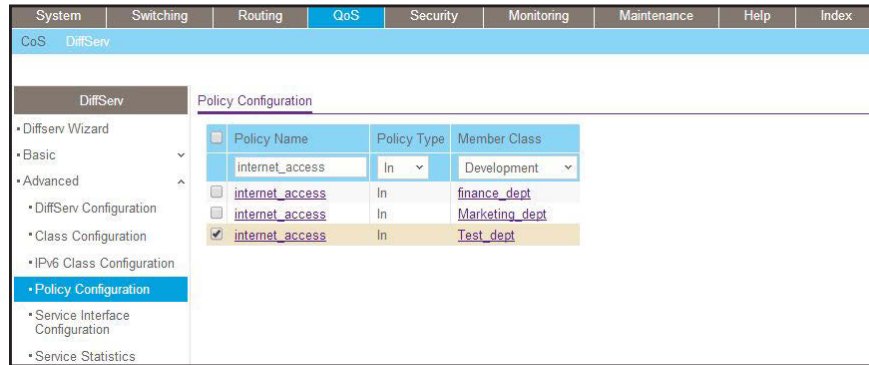 System Switching Routing QoS Security Monitoring Maintenance Help Index
CoS DiffServ
DiffServ
Diffserv Wizard
Basic
Advanced
DiffServ Configuration
Class Configuration
IPv6 Class Configuration
Policy Configuration
Service Interface
Configuration
Service Statistics
Policy Configuration
Policy Name Policy Type Member Class
internet_access In Development
internet_access In finance_dept
internet_access In Marketing_dept
internet_access In Test_dept